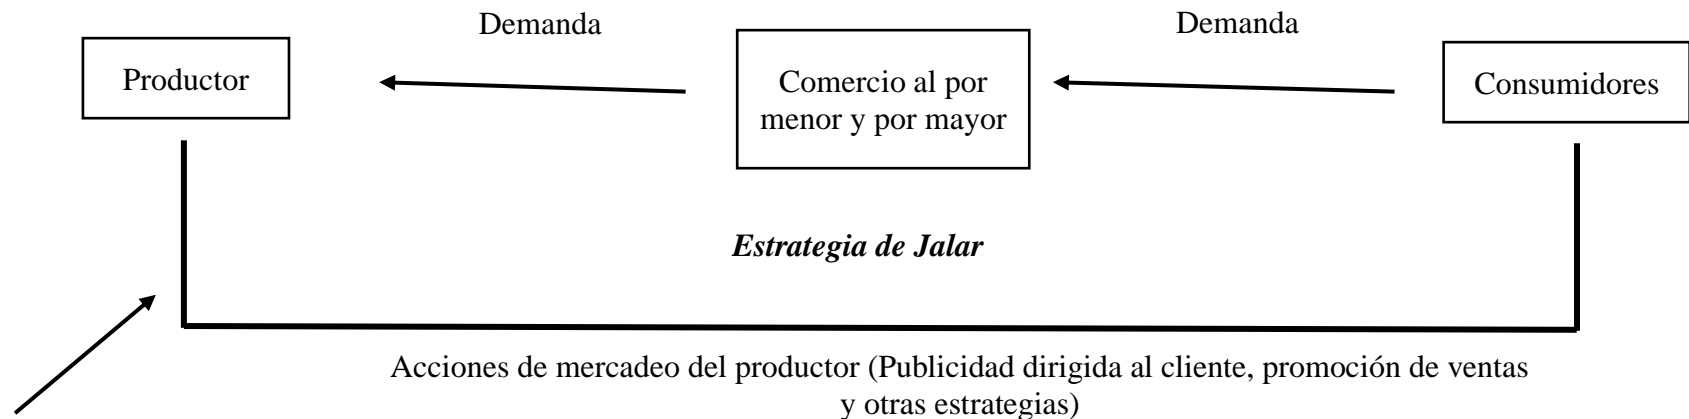 Demanda
Demanda
Productor
Comercio al por
menor y por mayor
Consumidores
Estrategia de Jalar
Acciones de mercadeo del productor (Publicidad dirigida al cliente, promoción de ventas
y otras estrategias)